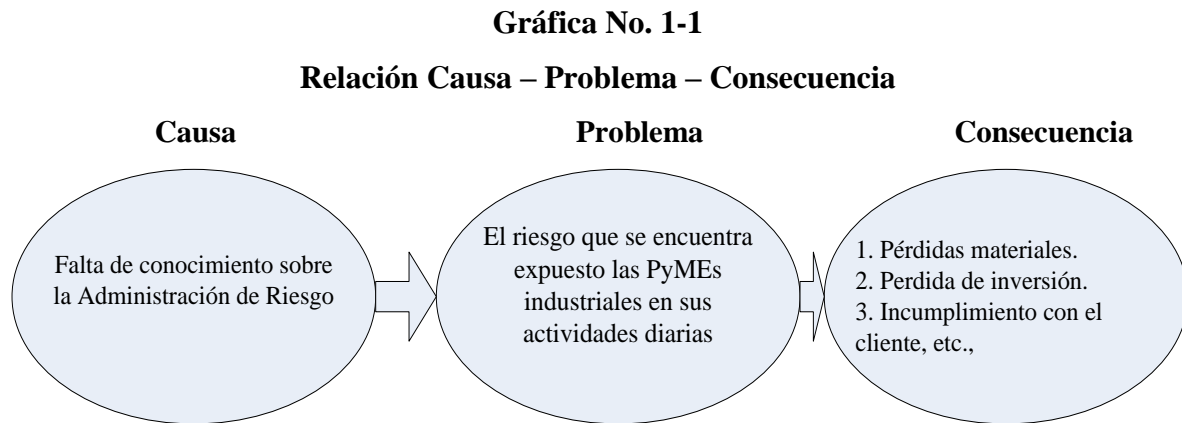 Gráfica No. 1-1
Relación Causa – Problema – Consecuencia
Causa
Problema
Consecuencia
Falta de conocimiento sobre
la Administración de Riesgo
El riesgo que se encuentra
expuesto las PyMEs
industriales en sus
actividades diarias
1. Pérdidas materiales.
2. Perdida de inversión.
3. Incumplimiento con el
cliente, etc.,